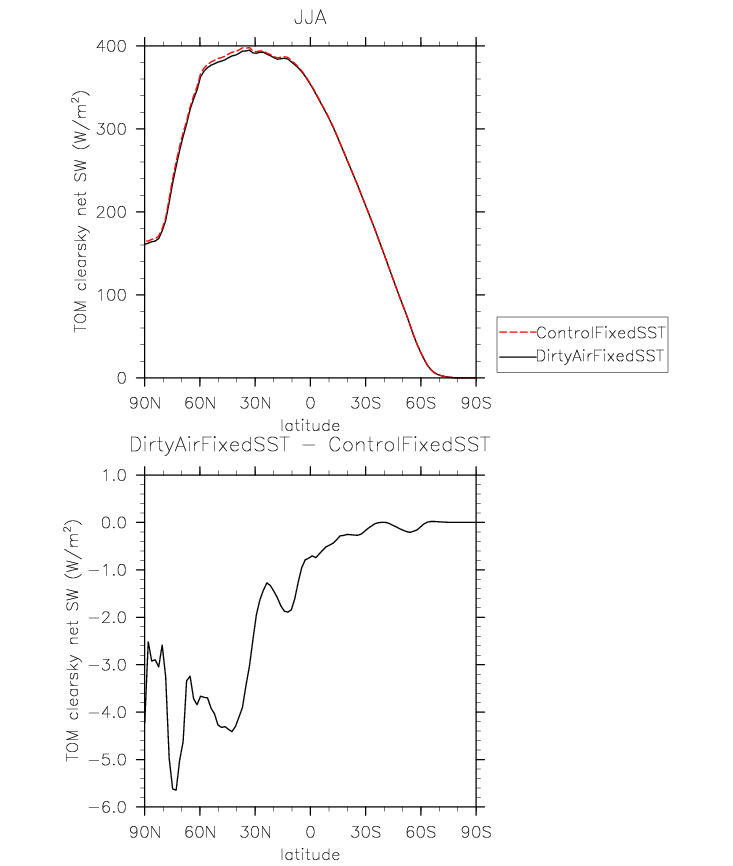 JJA
400
300
200
100
0
TOM clearsky net SW (W/m²)
90N 60N 30N 0 30S 60S 90S
latitude
ControlFixedSST
DirtyAirFixedSST
DirtyAirFixedSST − ControlFixedSST
1.0
0.0
−1.0
−2.0
−3.0
−4.0
−5.0
−6.0
TOM clearsky net SW (W/m²)
90N 60N 30N 0 30S 60S 90S
latitude